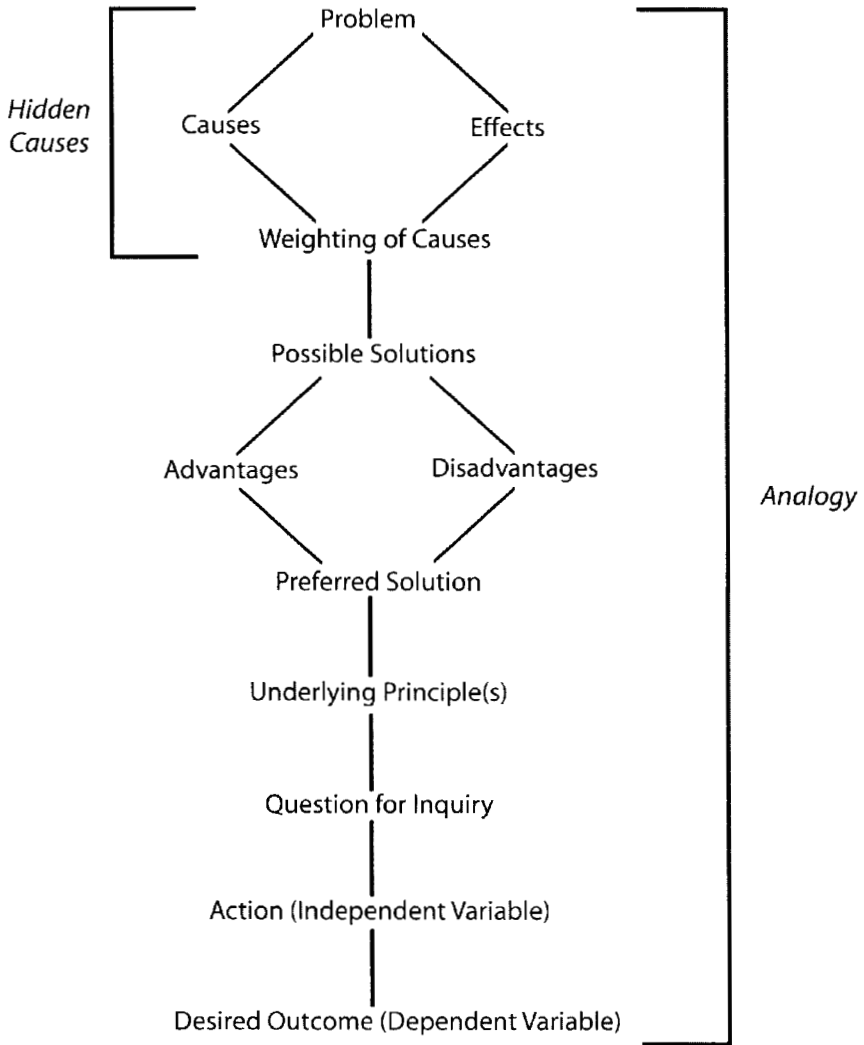 Problem
Hidden
Causes
Causes
Effects
Weighting of Causes
Possible Solutions
Advantages
Disadvantages
Analogy
Preferred Solution
Underlying Principle(s)
Question for Inquiry
Action (Independent Variable)
Desired Outcome (Dependent Variable)